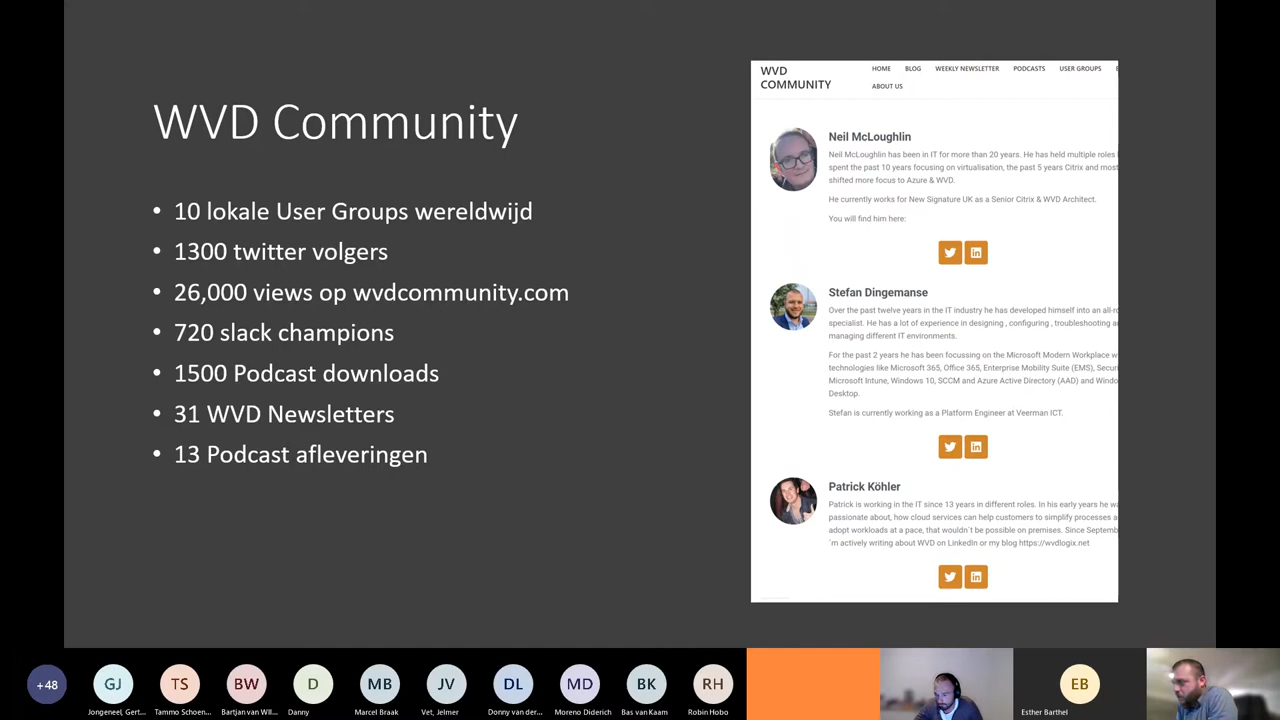 WVD Community
• 10 lokale User Groups wereldwijd
• 1300 twitter volgers
• 26,000 views op wvdcommunity.com
• 720 slack champions
• 1500 Podcast downloads
• 31 WVD Newsletters
• 13 Podcast afleveringen
WVD
COMMUNITY
HOME BLOG WEEKLY NEWSLETTER PODCASTS USER GROUPS
ABOUT US
Neil McLoughlin
Neil McLoughlin has been in IT for more than 20 years. He has held multiple roles
spent the past 10 years focusing on virtualisation, the past 5 years Citrix and most
shifted more focus to Azure & WVD.
He currently works for New Signature UK as a Senior Citrix & WVD Architect.
You will find him here:
Stefan Dingemanse
Over the past twelve years in the IT industry he has developed himself into an all-ro
specialist. He has a lot of experience in designing , configuring , troubleshooting a
managing different IT environments.
For the past 2 years he has been focussing on the Microsoft Modern Workplace w
technologies like Microsoft 365, Office 365, Enterprise Mobility Suite (EMS), Secur
Microsoft Intune, Windows 10, SCCM and Azure Active Directory (AAD) and Windo
Desktop.
Stefan is currently working as a Platform Engineer at Veerman ICT.
Patrick Köhler
Patrick is working in the IT since 13 years in different roles. In his early years he wa
passionate about, how cloud services can help customers to simplify processes a
adopt workloads at a pace, that wouldn´t be possible on premises. Since Septemb
´m actively writing about WVD on LinkedIn or my blog https://wvdlogix.net
+48 GJ TS BW D MB JV DL MD BK RH EB
Jongeneel, Gert... Tammo Schoen... Bartjan van Wil... Danny Marcel Braak Vet, Jelmer Donny van der... Moreno Diderich Bas van Kaam Robin Hobo Esther Barthel